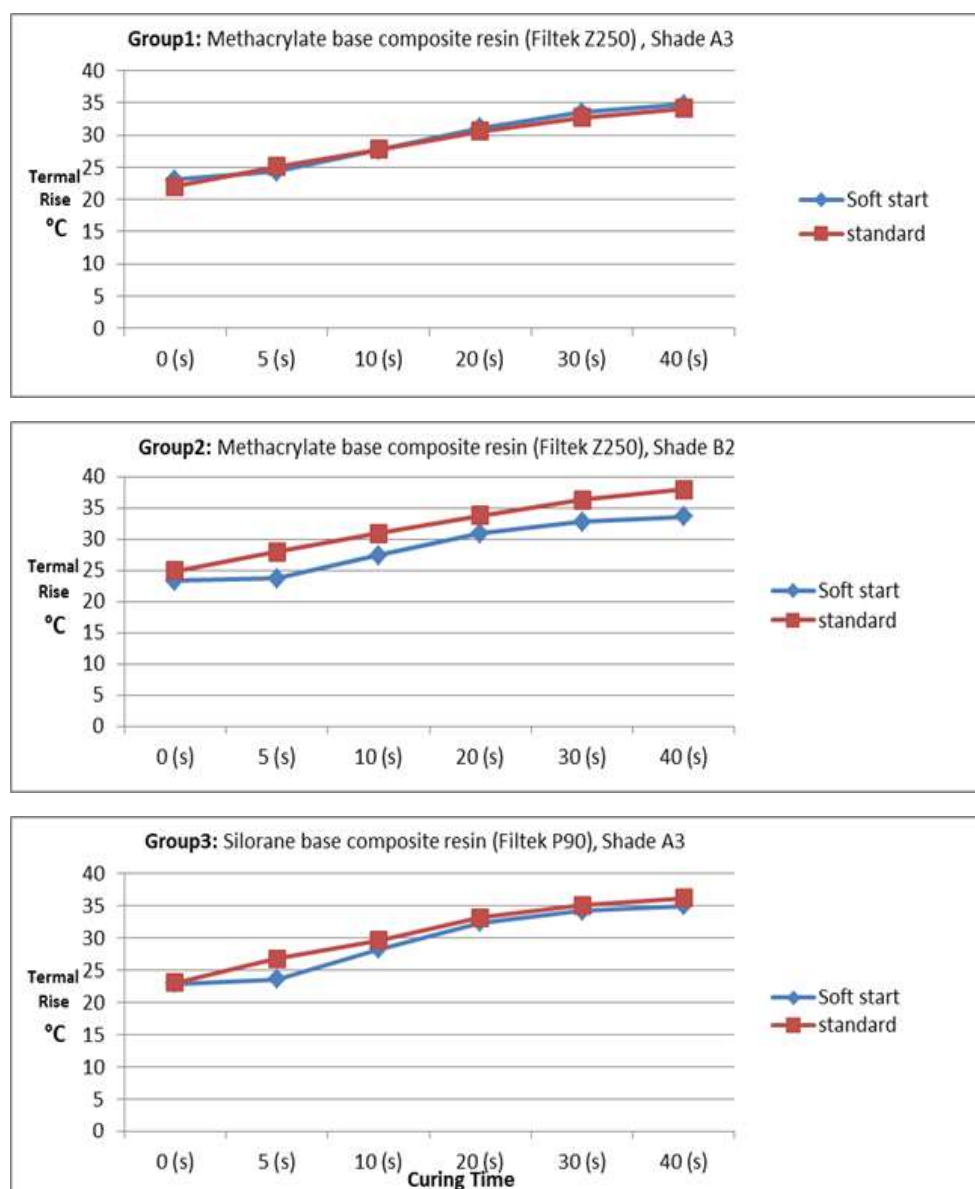 Group1: Methacrylate base composite resin (Filtek Z250) , Shade A3
40
35
30
25
20
15
10
5
0
Termal
Rise
°C
0 (s) 5 (s) 10 (s) 20 (s) 30 (s) 40 (s)
Soft start
standard
Group2: Methacrylate base composite resin (Filtek Z250), Shade B2
40
35
30
25
20
15
10
5
0
Termal
Rise
°C
0 (s) 5 (s) 10 (s) 20 (s) 30 (s) 40 (s)
Soft start
standard
Group3: Silorane base composite resin (Filtek P90), Shade A3
40
35
30
25
20
15
10
5
0
Termal
Rise
°C
0 (s) 5 (s) 10 (s) 20 (s) 30 (s) 40 (s)
Curing Time
Soft start
standard